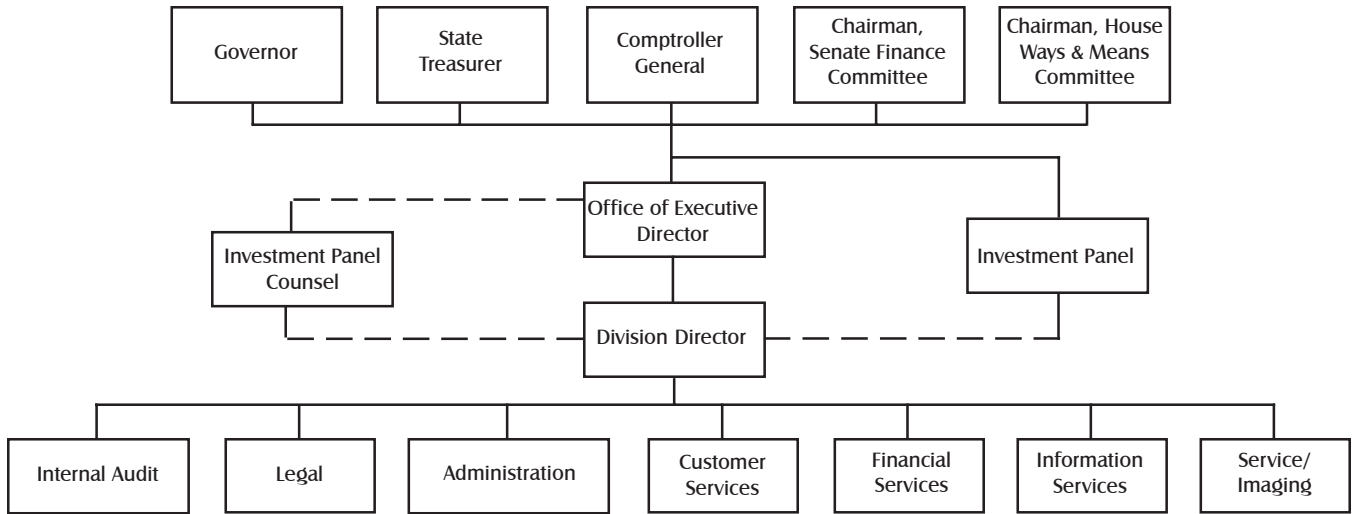 Governor
State
Treasurer
Comptroller
General
Chairman,
Senate Finance
Committee
Chairman, House
Ways & Means
Committee
Office of Executive
Director
Investment Panel
Counsel
Investment Panel
Division Director
Internal Audit
Legal
Administration
Customer
Services
Financial
Services
Information
Services
Service/
Imaging